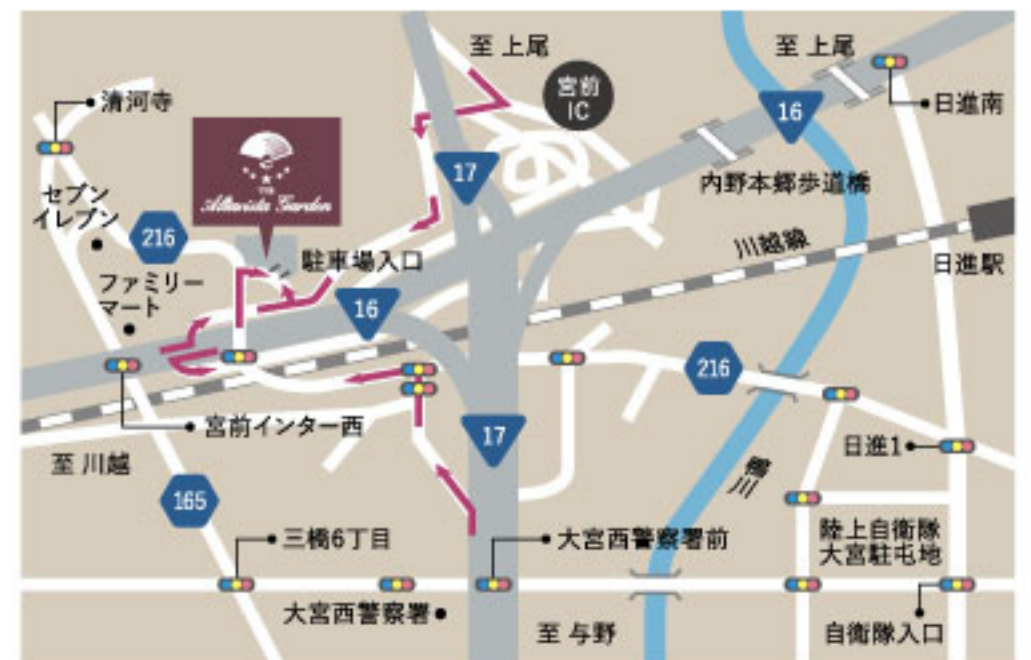 至 上尾
至 上尾
宮前
IC
清河寺
日進南
16
17
THE
Altavista Garden
内野本郷歩道橋
セブン
イレブン
216
川越線
駐車場入口
日進駅
ファミリー
マート
16
216
宮前インター西
17
日進1
至 川越
鴨川
165
三橋6丁目
大宮西警察署前
陸上自衛隊
大宮駐屯地
大宮西警察署
至 与野
自衛隊入口